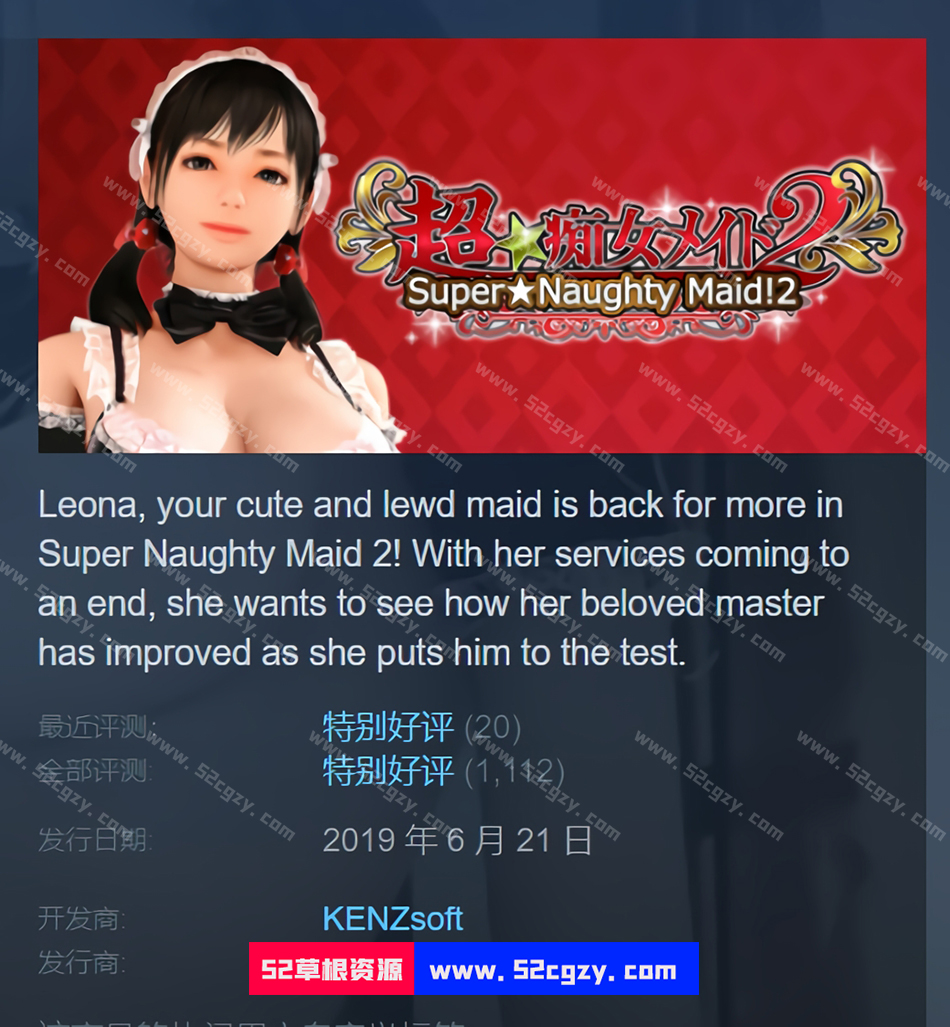 超★痴女メイド2
Super★Naughty Maid!2
Leona, your cute and lewd maid is back for more in
Super Naughty Maid 2! With her services coming to
an end, she wants to see how her beloved master
has improved as she puts him to the test.
最近评测: 特别好评 (20)
全部评测: 特别好评 (1,112)
发行日期: 2019 年 6 月 21 日
开发商: KENZsoft
发行商:
52草根资源 www.52cgzy.com
www.52cgzy.com